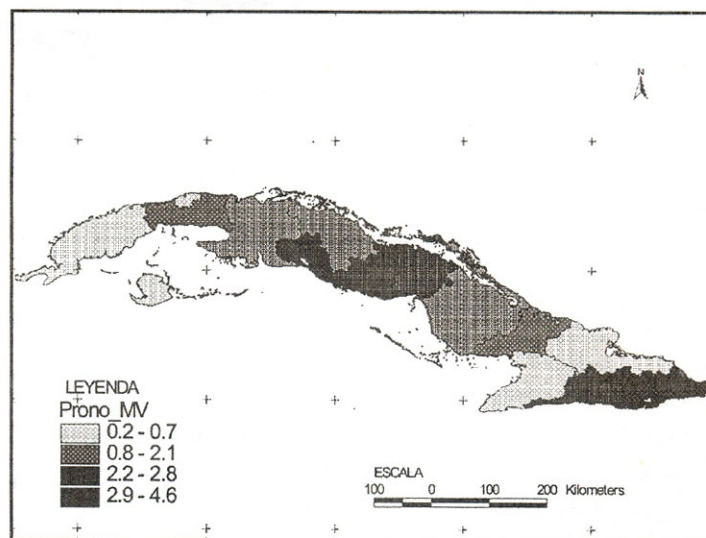 N
LEYENDA
Prono_MV
0.2 - 0.7
0.8 - 2.1
2.2 - 2.8
2.9 - 4.6
ESCALA
100 0 100 200 Kilometers